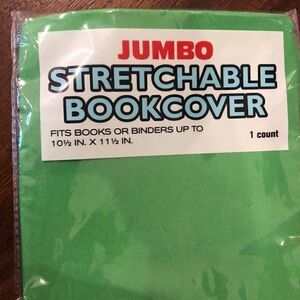 JUMBO
STRETCHABLE
BOOKCOVER
FITS BOOKS OR BINDERS UP TO
10½ IN. X 11½ IN.
1 count